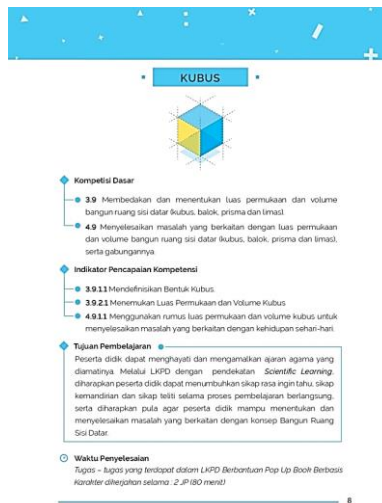 KUBUS
Kompetisi Dasar
3.9 Membedakan dan menentukan luas permukaan dan volume
bangun ruang sisi datar (kubus, balok, prisma dan limas).
4.9 Menyelesaikan masalah yang berkaitan dengan luas permukaan
dan volume bangun ruang sisi datar (kubus, balok, prisma dan limas),
serta gabungannya
Indikator Pencapaian Kompetensi
3.9.1.1 Mendefinisikan Bentuk Kubus.
3.9.2.1 Menemukan Luas Permukaan dan Volume Kubus
4.9.1.1 Menggunakan rumus luas permukaan dan volume kubus untuk
menyelesaikan masalah yang berkaitan dengan kehidupan sehari-hari.
Tujuan Pembelajaran
Peserta didik dapat menghayati dan mengamalkan ajaran agama yang
diamatinya. Melalui LKPD dengan pendekatan Scientific Learning,
diharapkan peserta didik dapat menumbuhkan sikap rasa ingin tahu, sikap
kemandirian dan sikap teliti selama proses pembelajaran berlangsung,
serta diharapkan pula agar peserta didik mampu menentukan dan
menyelesaikan masalah yang berkaitan dengan konsep Bangun Ruang
Sisi Datar.
Waktu Penyelesaian
Tugas – tugas yang terdapat dalam LKPD Berbantuan Pop Up Book Berbasis
Karakter dikerjakan selama : 2 JP (80 menit)
8